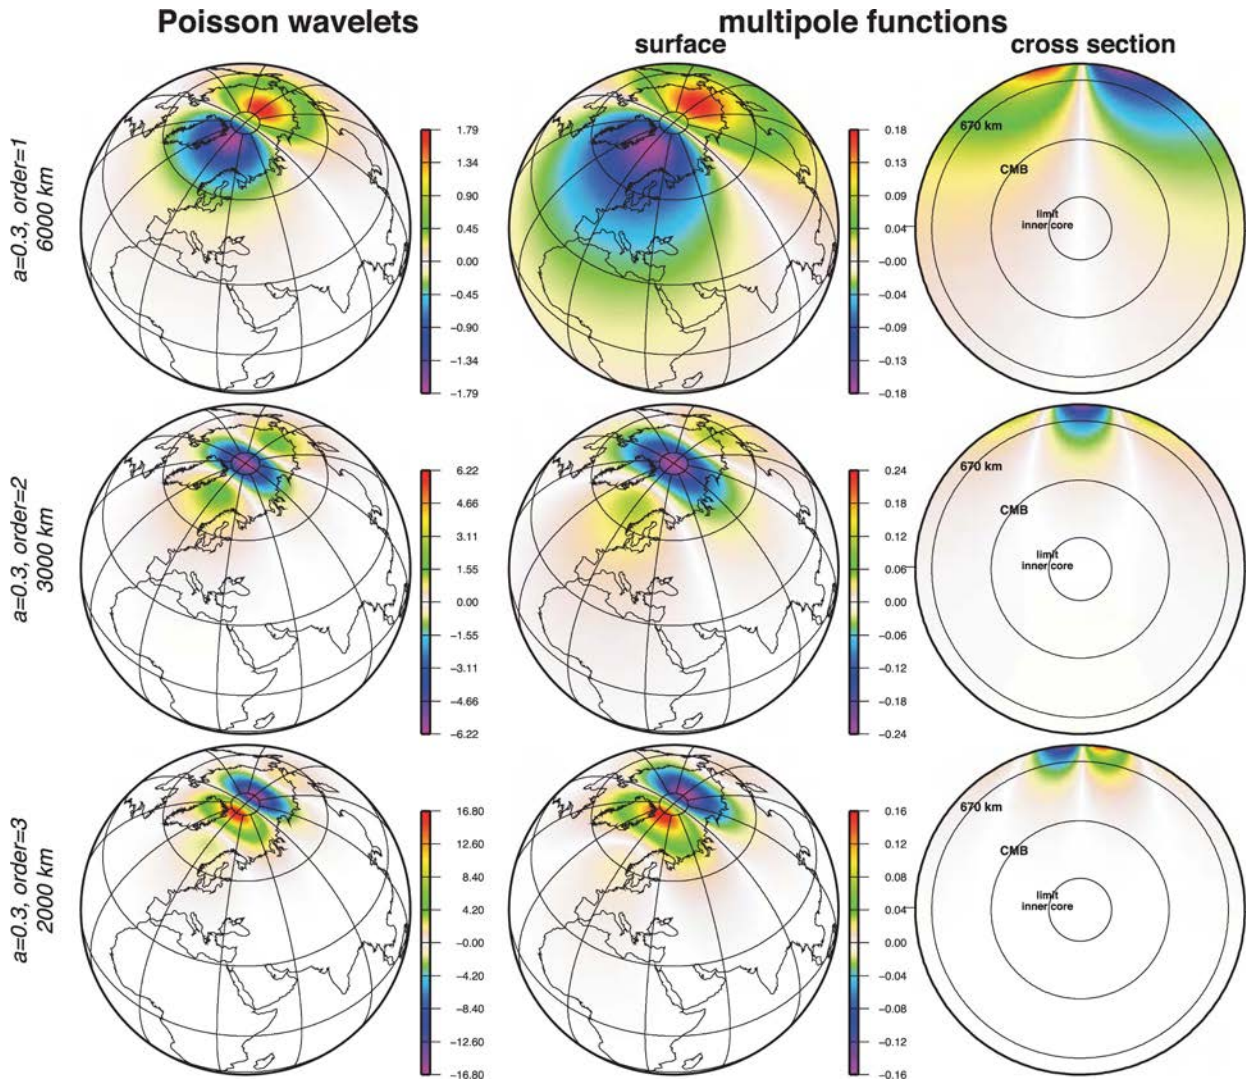 Poisson wavelets
multipole functions
surface
cross section
a=0.3, order=1
6000 km
1.79
1.34
0.90
0.45
0.00
−0.45
−0.90
−1.34
−1.79
0.18
0.13
0.09
0.04
−0.00
−0.04
−0.09
−0.13
−0.18
670 km
CMB
limit
inner core
a=0.3, order=2
3000 km
6.22
4.66
3.11
1.55
0.00
−1.55
−3.11
−4.66
−6.22
0.24
0.18
0.12
0.06
0.00
−0.06
−0.12
−0.18
−0.24
670 km
CMB
limit
inner core
a=0.3, order=3
2000 km
16.80
12.60
8.40
4.20
−0.00
−4.20
−8.40
−12.60
−16.80
0.16
0.12
0.08
0.04
0.00
−0.04
−0.08
−0.12
−0.16
670 km
CMB
limit
inner core